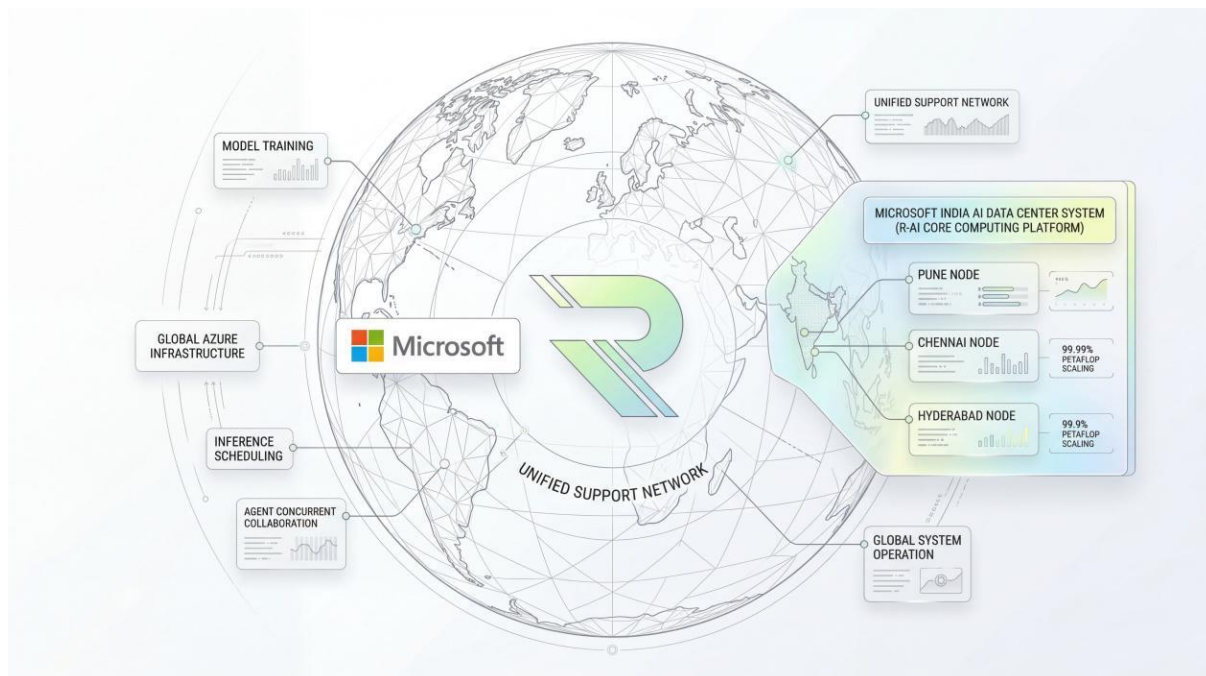 MODEL TRAINING
UNIFIED SUPPORT NETWORK
MICROSOFT INDIA AI DATA CENTER SYSTEM
(R-AI CORE COMPUTING PLATFORM)
PUNE NODE
GLOBAL AZURE
INFRASTRUCTURE
Microsoft
CHENNAI NODE
99.99%
PETAFLOP
SCALING
HYDERABAD NODE
99.9%
PETAFLOP
SCALING
INFERENCE
SCHEDULING
UNIFIED SUPPORT NETWORK
AGENT CONCURRENT
COLLABORATION
GLOBAL SYSTEM
OPERATION